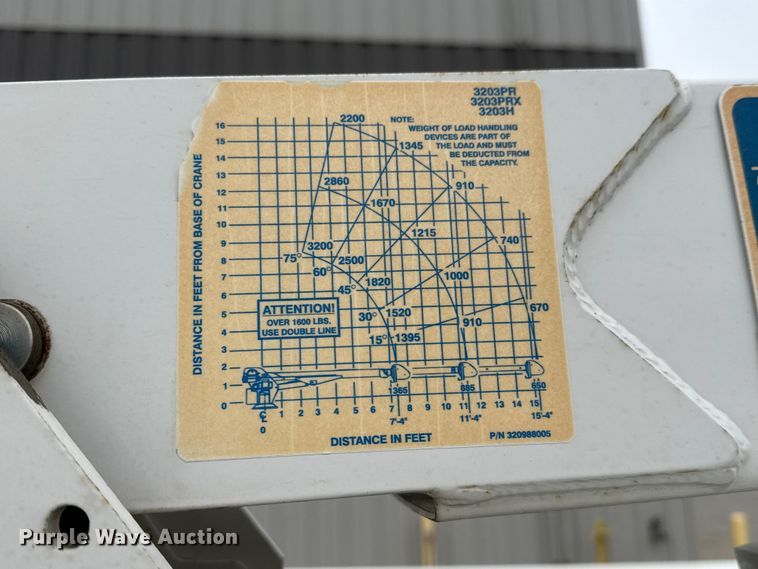 3203PR
3203PRX
3203H
NOTE:
WEIGHT OF LOAD HANDLING
DEVICES ARE PART OF
THE LOAD AND MUST
BE DEDUCTED FROM
THE CAPACITY.
DISTANCE IN FEET FROM BASE OF CRANE
16
15
14
13
12
11
10
9
8
7
6
5
4
3
2
1
0
2200
1345
2860
910
1670
1215
740
3200
75°
2500
60°
1000
1820
45°
670
1520
30°
910
1395
15°
ATTENTION!
OVER 1600 LBS.
USE DOUBLE LINE
365 885 650
CL 1 2 3 4 5 6 7 8 9 10 11 12 13 14 15
0 7'-4" 11'-4" 15'-4"
DISTANCE IN FEET
P/N 320988005
Purple Wave Auction